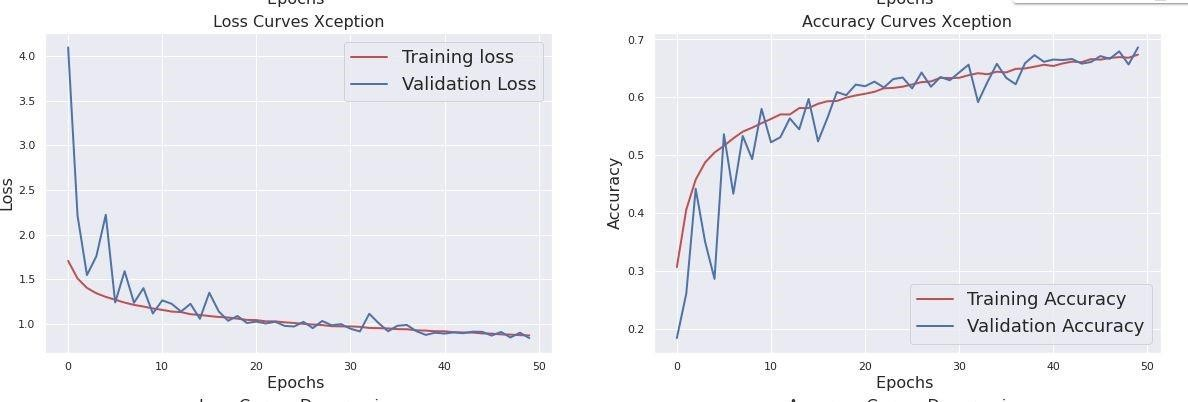 Epochs
Epochs
Loss Curves Xception
Accuracy Curves Xception
Training loss
Validation Loss
4.0
3.5
3.0
2.5
2.0
1.5
1.0
Loss
0
10
20
30
40
50
Epochs
0.7
0.6
0.5
0.4
0.3
0.2
Accuracy
Training Accuracy
Validation Accuracy
0
10
20
30
40
50
Epochs